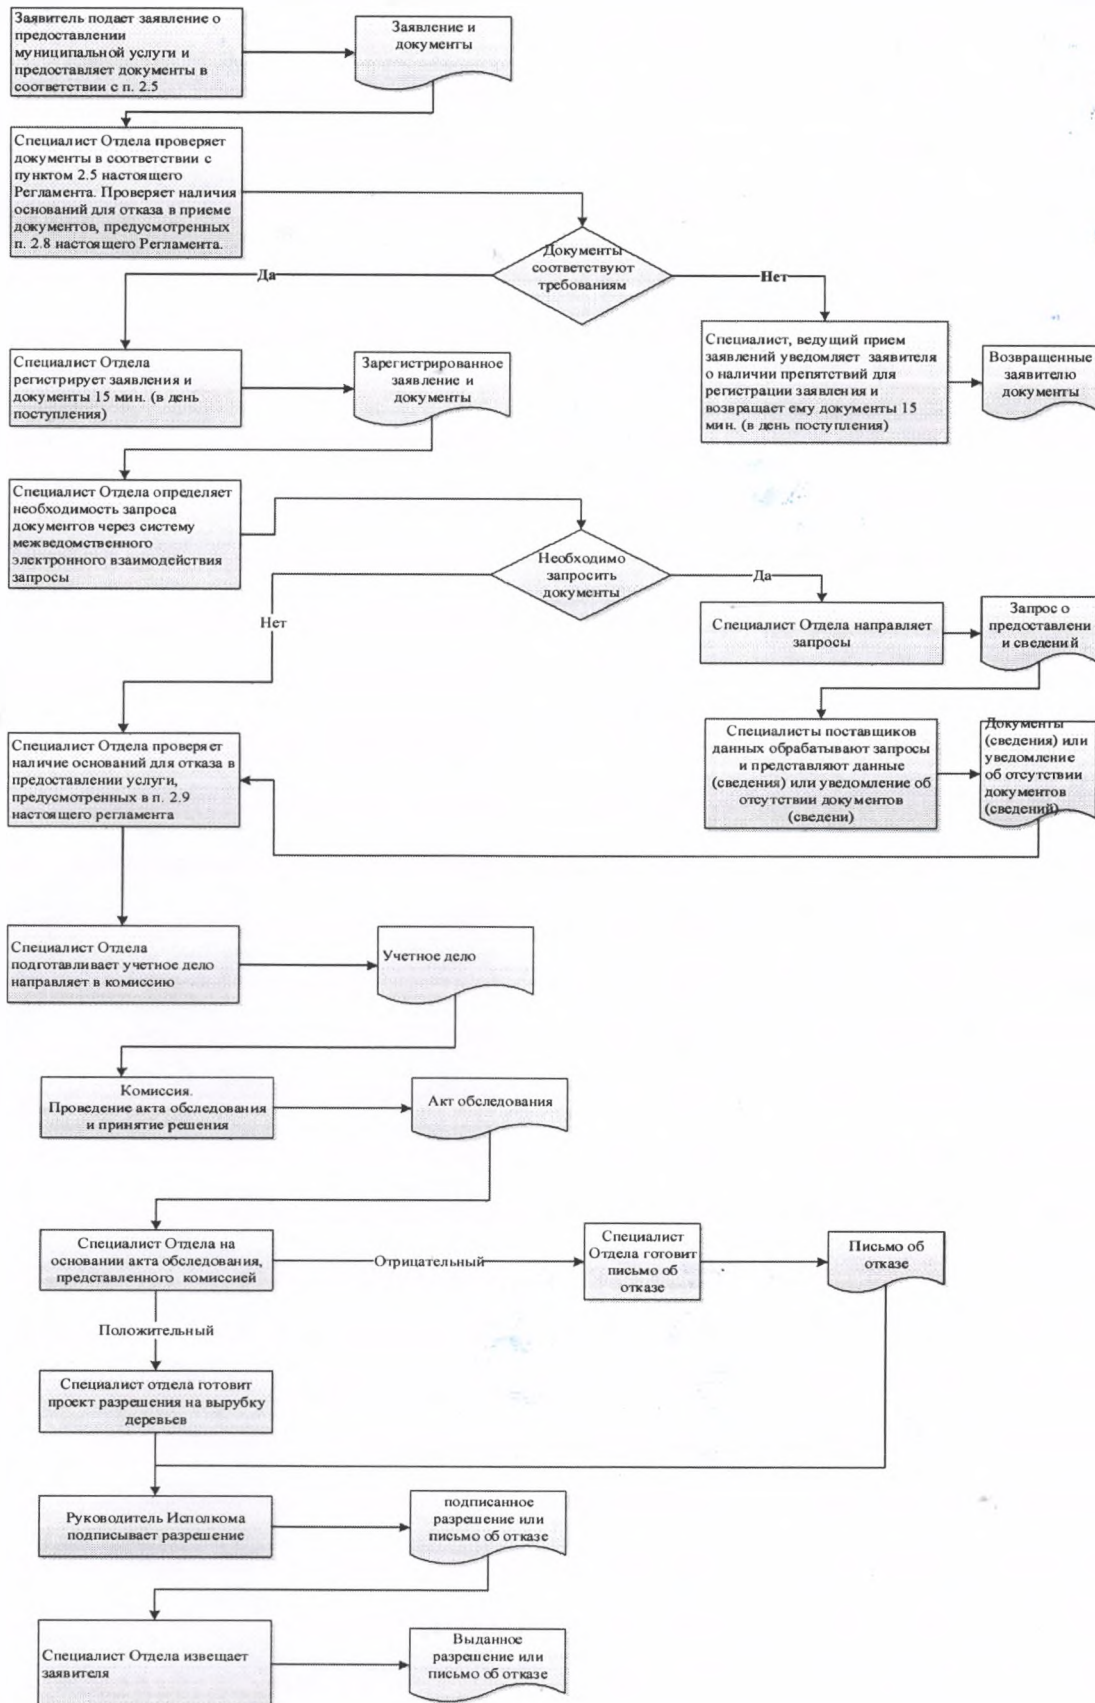 Заявитель подает заявление о
предоставлении
муниципальной услуги и
предоставляет документы в
соответствии с п. 2.5
Заявление и
документы
Специалист Отдела проверяет
документы в соответствии с
пунктом 2.5 настоящего
Регламента. Проверяет наличия
оснований для отказа в приеме
документов, предусмотренных
п. 2.8 настоящего Регламента.
Документы
соответствуют
требованиям
Да
Нет
Специалист Отдела
регистрирует заявления и
документы 15 мин. (в день
поступления)
Зарегистрированное
заявление и
документы
Специалист, ведущий прием
заявлений уведомляет заявителя
о наличии препятствий для
регистрации заявления и
возвращает ему документы 15
мин. (в день поступления)
Возвращенные
заявителю
документы
Специалист Отдела определяет
необходимость запроса
документов через систему
межведомственного
электронного взаимодействия
запросы
Необходимо
запросить
документы
Да
Нет
Специалист Отдела направляет
запросы
Запрос о
предоставлени
и сведений
Специалист Отдела проверяет
наличие оснований для отказа в
предоставлении услуги,
предусмотренных в п. 2.9
настоящего регламента
Специалисты поставщиков
данных обрабатывают запросы
и представляют данные
(сведения) или уведомление об
отсутствии документов
(сведени)
Документы
(сведения) или
уведомление
об отсутствии
документов
(сведений)
Специалист Отдела
подготавливает учетное дело
направляет в комиссию
Учетное дело
Комиссия.
Проведение акта обследования
и принятие решения
Акт обследования
Специалист Отдела на
основании акта обследования,
представленного комиссией
Отрицательный
Специалист
Отдела готовит
письмо об
отказе
Письмо об
отказе
Положительный
Специалист отдела готовит
проект разрешения на вырубку
деревьев
Руководитель Исполкома
подписывает разрешение
подписанное
разрешение или
письмо об отказе
Специалист Отдела извещает
заявителя
Выданное
разрешение или
письмо об отказе